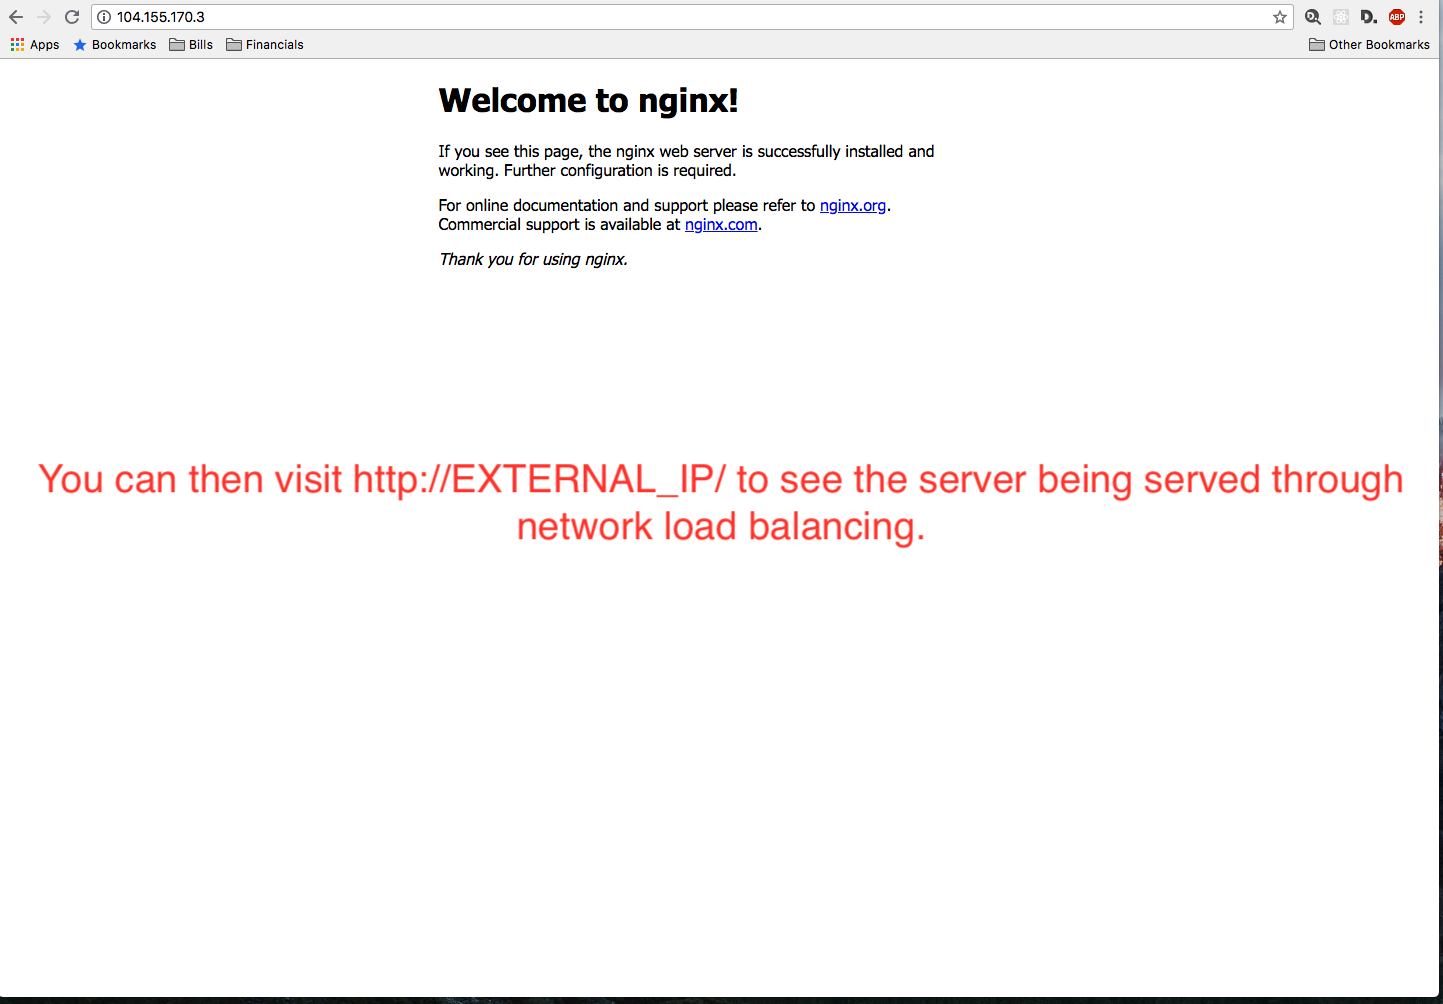 104.155.170.3
ABP
Apps Bookmarks Bills Financials Other Bookmarks
Welcome to nginx!
If you see this page, the nginx web server is successfully installed and
working. Further configuration is required.
For online documentation and support please refer to nginx.org.
Commercial support is available at nginx.com.
Thank you for using nginx.
You can then visit http://EXTERNAL_IP/ to see the server being served through
network load balancing.